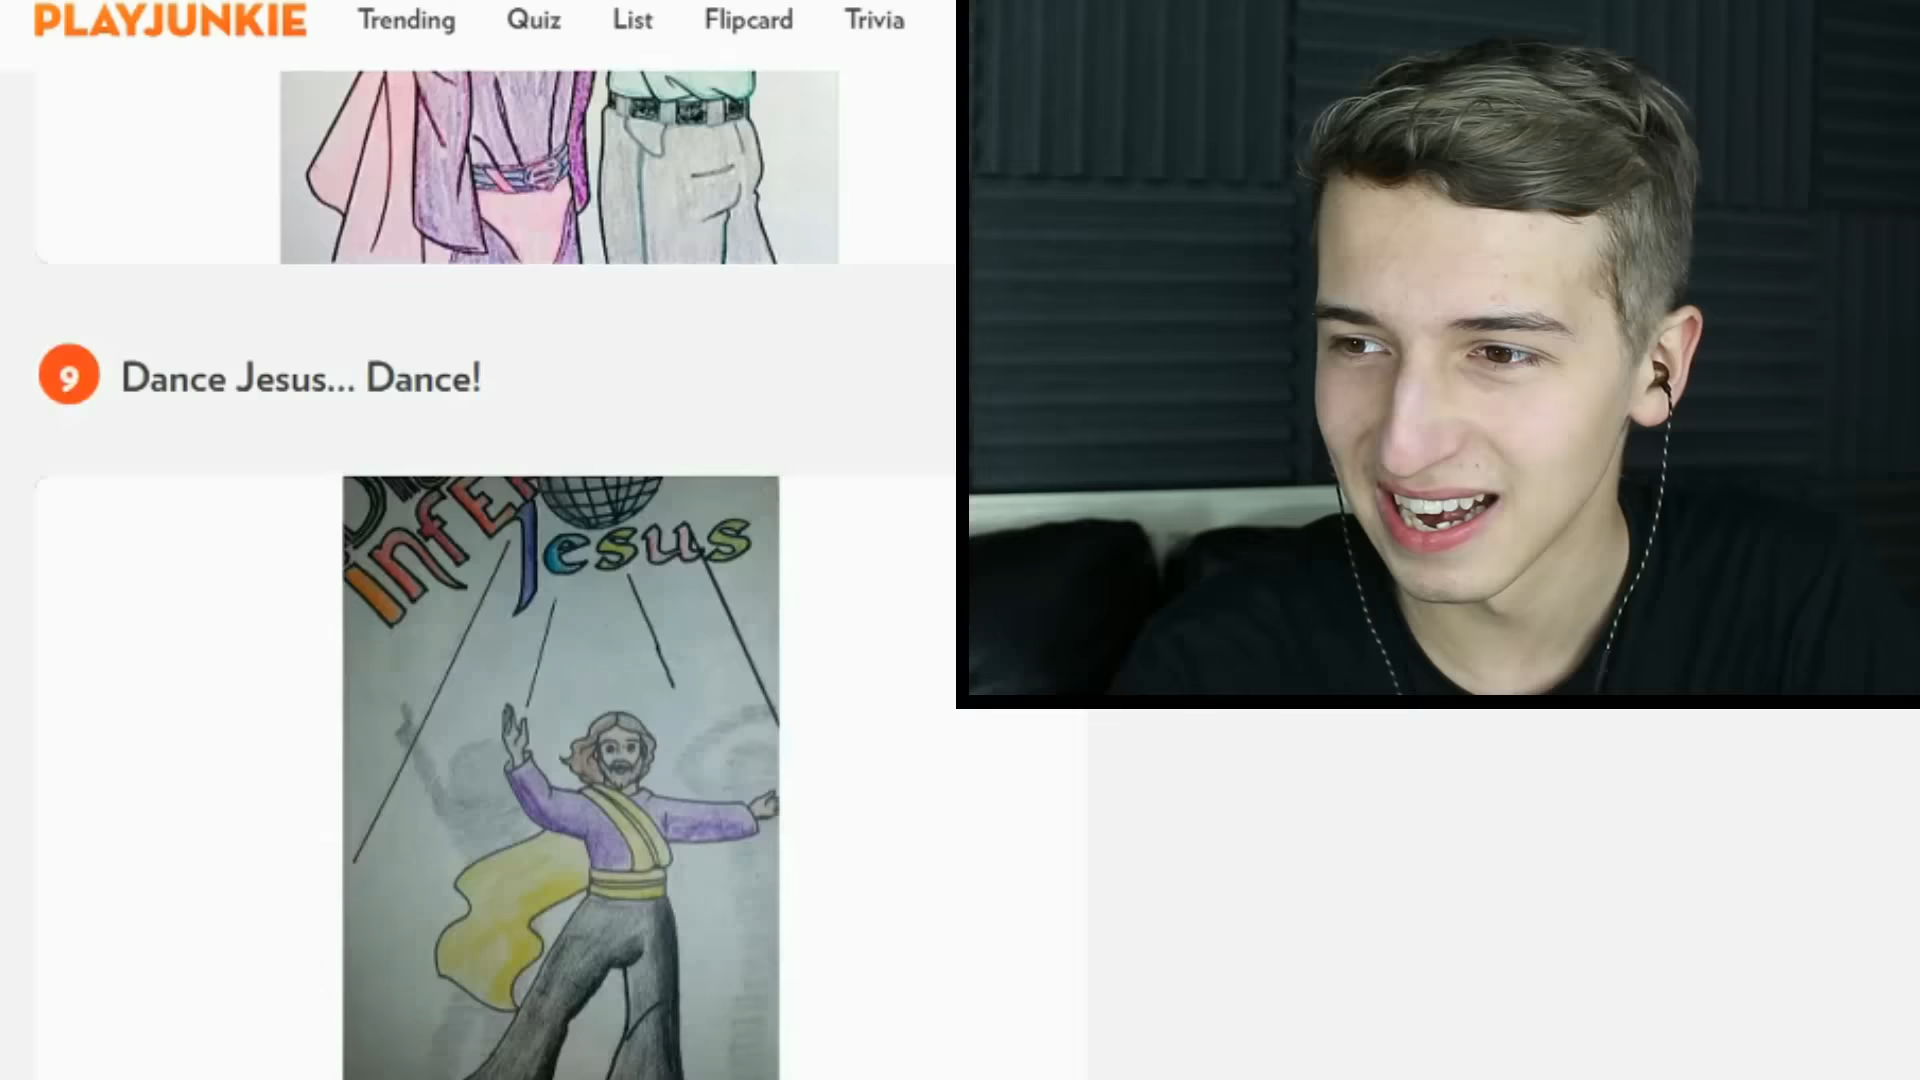 PLAYJUNKIE Trending Quiz List Flipcard Trivia
9 Dance Jesus... Dance!
Jesus